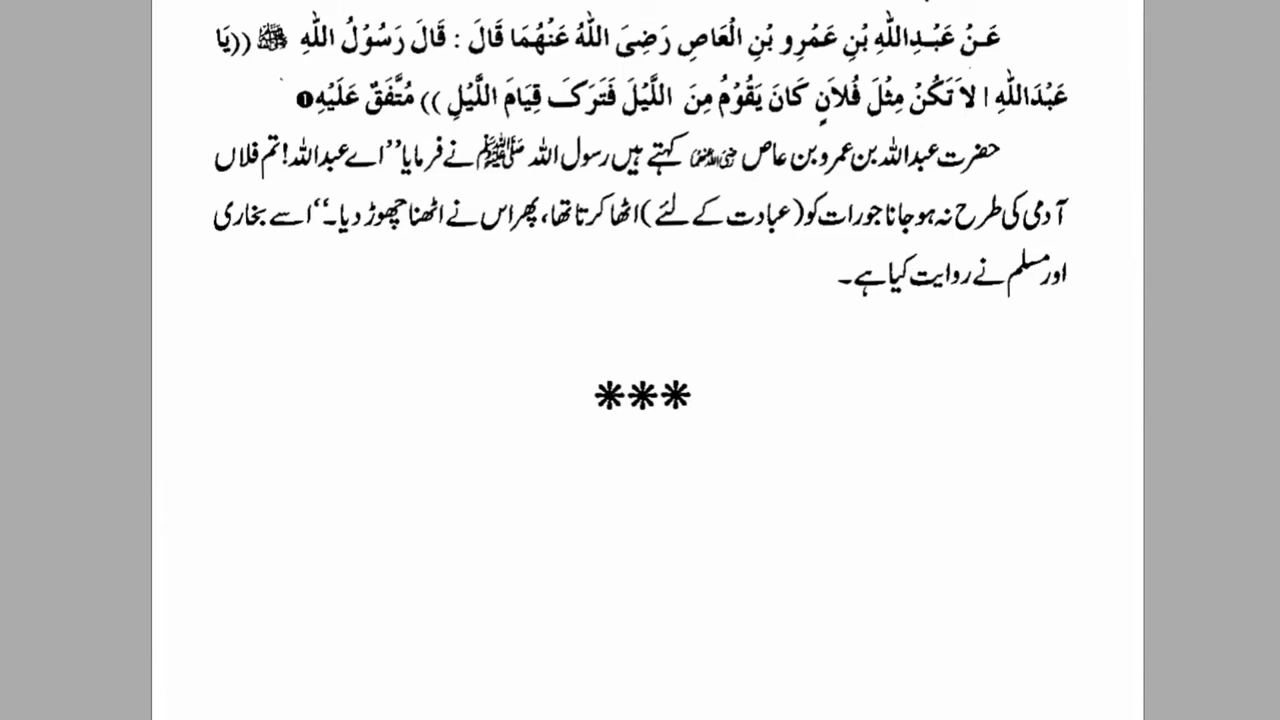 عَنْ عَبْدِاللّٰهِ بْنِ عَمْرِو بْنِ الْعَاصِ رَضِیَ اللّٰهُ عَنْهُمَا قَالَ : قَالَ رَسُوْلُ اللّٰهِ ﷺ ((یَا
عَبْدَاللّٰهِ ! لاَ تَكُنْ مِثْلَ فُلاَنٍ كَانَ یَقُوْمُ مِنَ اللَّیْلَ فَتَرَکَ قِیَامَ اللَّیْلِ )) مُتَّفَقٌ عَلَیْهِ❶
حضرت عبداللہ بن عمرو بن عاص رضی اللہ عنہما کہتے ہیں رسول اللہ ﷺ نے فرمایا ’’اے عبداللہ! تم فلاں
آدمی کی طرح نہ ہو جانا جو رات کو (عبادت کے لئے) اٹھا کرتا تھا، پھر اس نے اٹھنا چھوڑ دیا۔‘‘ اسے بخاری
اور مسلم نے روایت کیا ہے۔
***